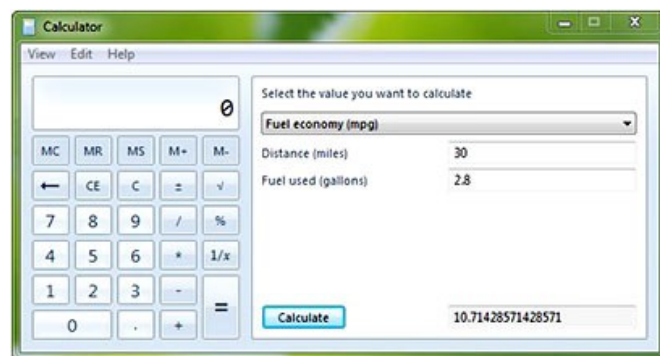 Calculator
View Edit Help
0
Select the value you want to calculate
Fuel economy (mpg)
Distance (miles) 30
Fuel used (gallons) 2.8
MC MR MS M+ M-
← CE C ± √
7 8 9 / %
4 5 6 * 1/x
1 2 3 - =
0 . +
Calculate 10.71428571428571